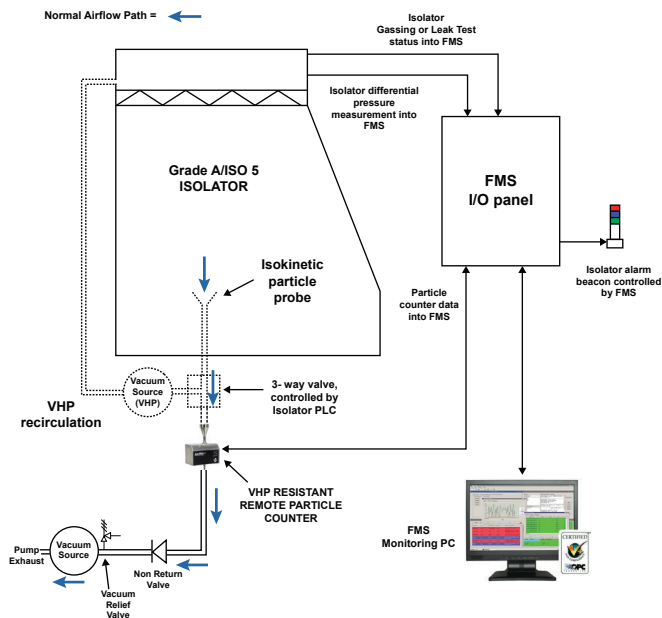 Normal Airflow Path =
Isolator
Gassing or Leak Test
status into FMS
Isolator differential
pressure
measurement into
FMS
Grade A/ISO 5
ISOLATOR
FMS
I/O panel
Isokinetic
particle
probe
Isolator alarm
beacon controlled
by FMS
Particle
counter data
into FMS
Vacuum
Source
(VHP)
3- way valve,
controlled by
Isolator PLC
VHP
recirculation
VHP RESISTANT
REMOTE PARTICLE
COUNTER
FMS
Monitoring PC
CERTIFIED
OPC
Pump
Exhaust
Vacuum
Source
Non Return
Valve
Vacuum
Relief
Valve